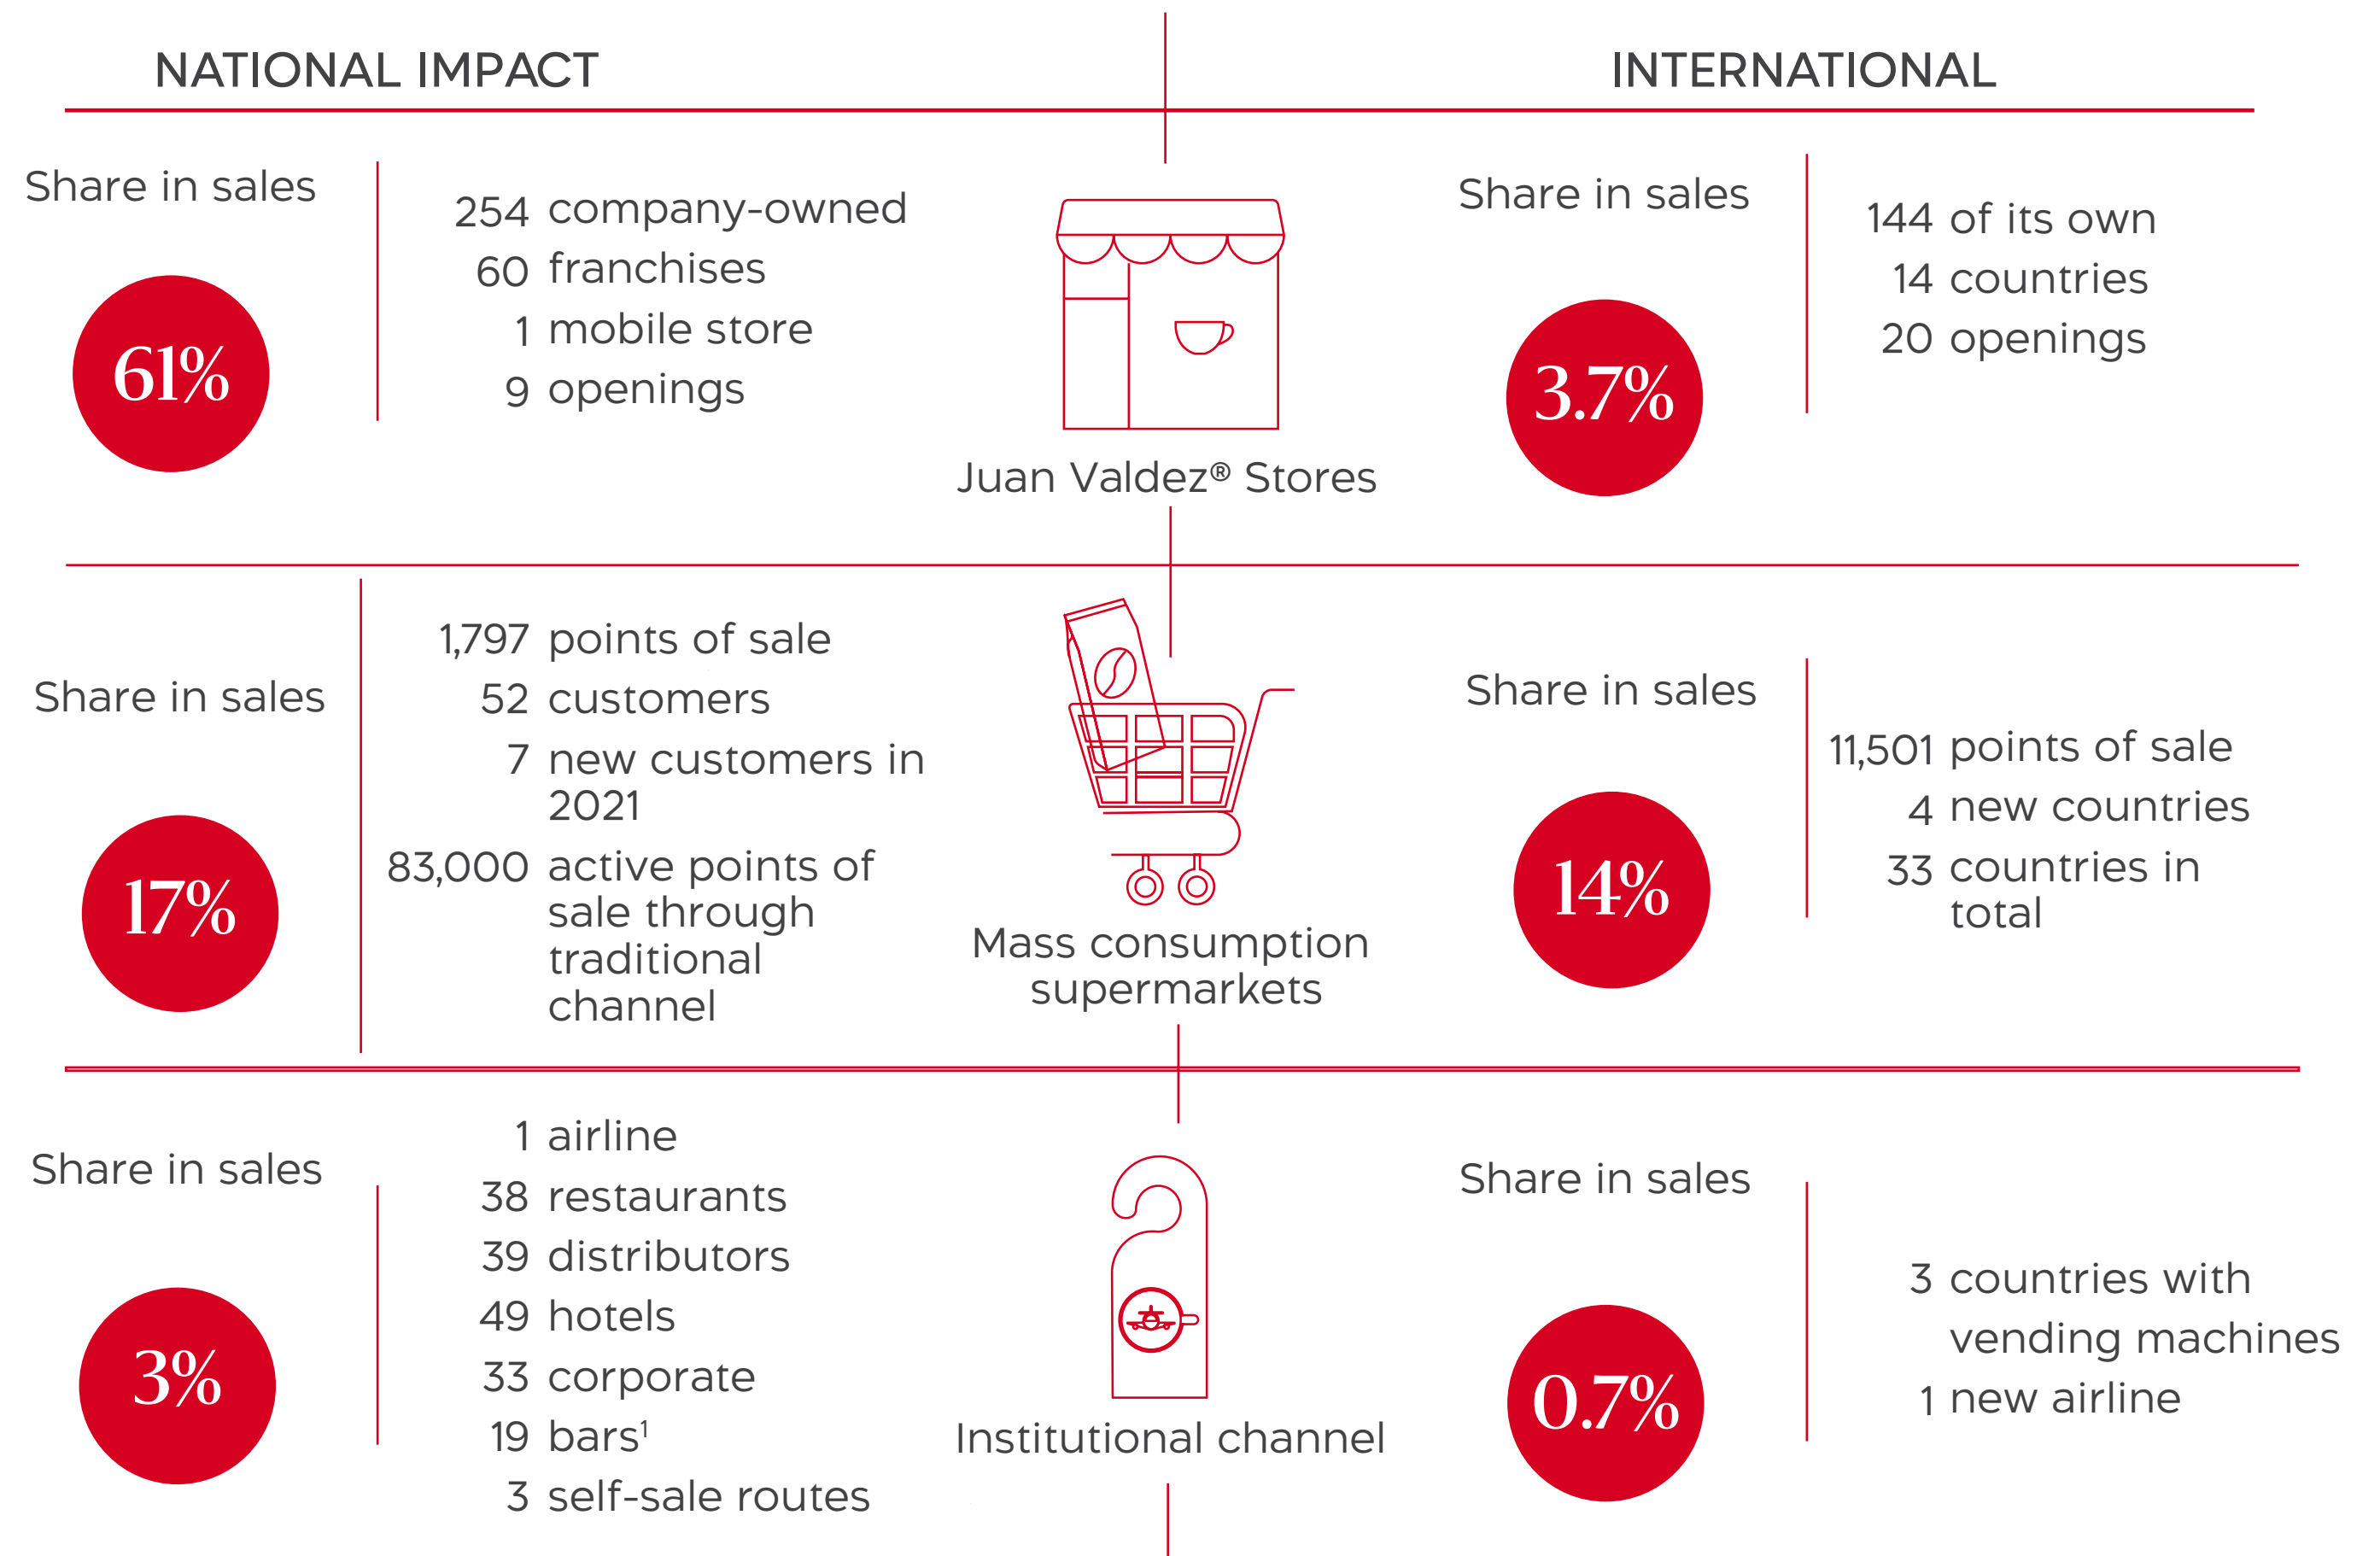 NATIONAL IMPACT
INTERNATIONAL
Share in sales
61%
254 company-owned
60 franchises
1 mobile store
9 openings
Juan Valdez® Stores
Share in sales
3.7%
144 of its own
14 countries
20 openings
Share in sales
17%
1,797 points of sale
52 customers
7 new customers in
2021
83,000 active points of
sale through
traditional
channel
Mass consumption
supermarkets
Share in sales
14%
11,501 points of sale
4 new countries
33 countries in
total
Share in sales
3%
1 airline
38 restaurants
39 distributors
49 hotels
33 corporate
19 bars¹
3 self-sale routes
Institutional channel
Share in sales
0.7%
3 countries with
vending machines
1 new airline